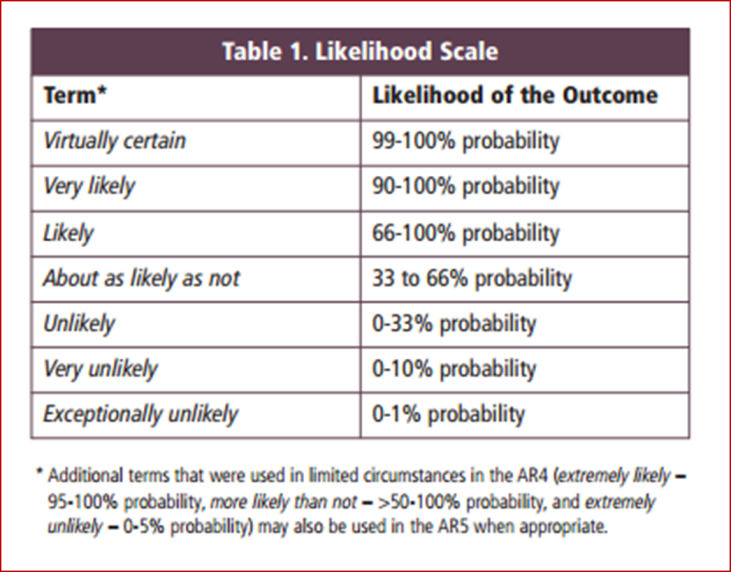 Table 1. Likelihood Scale
Term* Likelihood of the Outcome
Virtually certain 99-100% probability
Very likely 90-100% probability
Likely 66-100% probability
About as likely as not 33 to 66% probability
Unlikely 0-33% probability
Very unlikely 0-10% probability
Exceptionally unlikely 0-1% probability
* Additional terms that were used in limited circumstances in the AR4 (extremely likely –
95-100% probability, more likely than not – >50-100% probability, and extremely
unlikely – 0-5% probability) may also be used in the AR5 when appropriate.